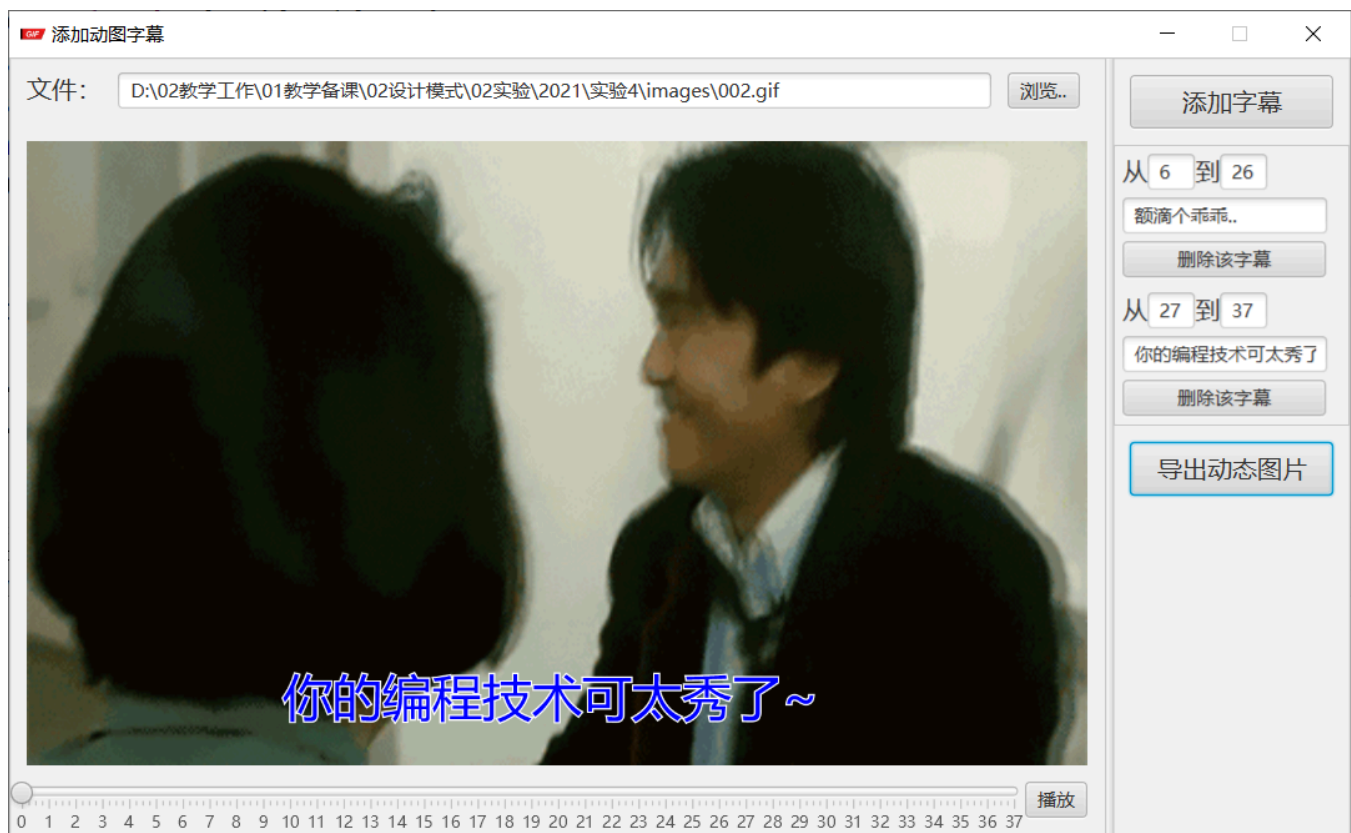 GIF 添加动图字幕
文件： D:\02教学工作\01教学备课\02设计模式\02实验\2021\实验4\images\002.gif 浏览..
添加字幕
从 6 到 26
额滴个乖乖..
删除该字幕
从 27 到 37
你的编程技术可太秀了
删除该字幕
导出动态图片
你的编程技术可太秀了~
播放
0 1 2 3 4 5 6 7 8 9 10 11 12 13 14 15 16 17 18 19 20 21 22 23 24 25 26 27 28 29 30 31 32 33 34 35 36 37